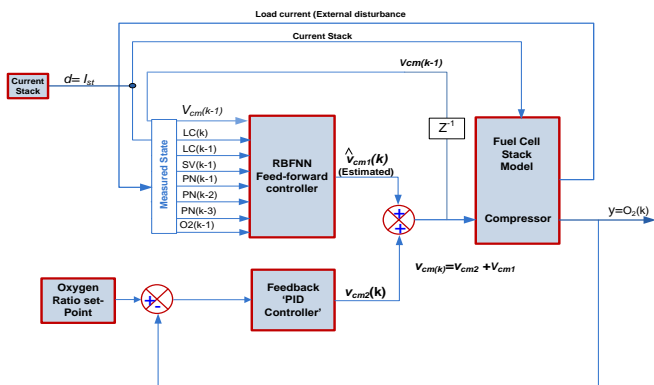 Load current (External disturbance
Current Stack
Vcm(k-1)
Current
Stack
d= Ist
Vcm(k-1)
LC(k)
LC(k-1)
SV(k-1)
PN(k-1)
PN(k-2)
PN(k-3)
O2(k-1)
Measured State
RBFNN
Feed-forward
controller
v̂cm1(k)
(Estimated)
Z-1
Fuel Cell
Stack
Model
Compressor
y=O2(k)
+
+
vcm(k)=vcm2 +Vcm1
Oxygen
Ratio set-
Point
+
-
Feedback
‘PID
Controller’
vcm2(k)